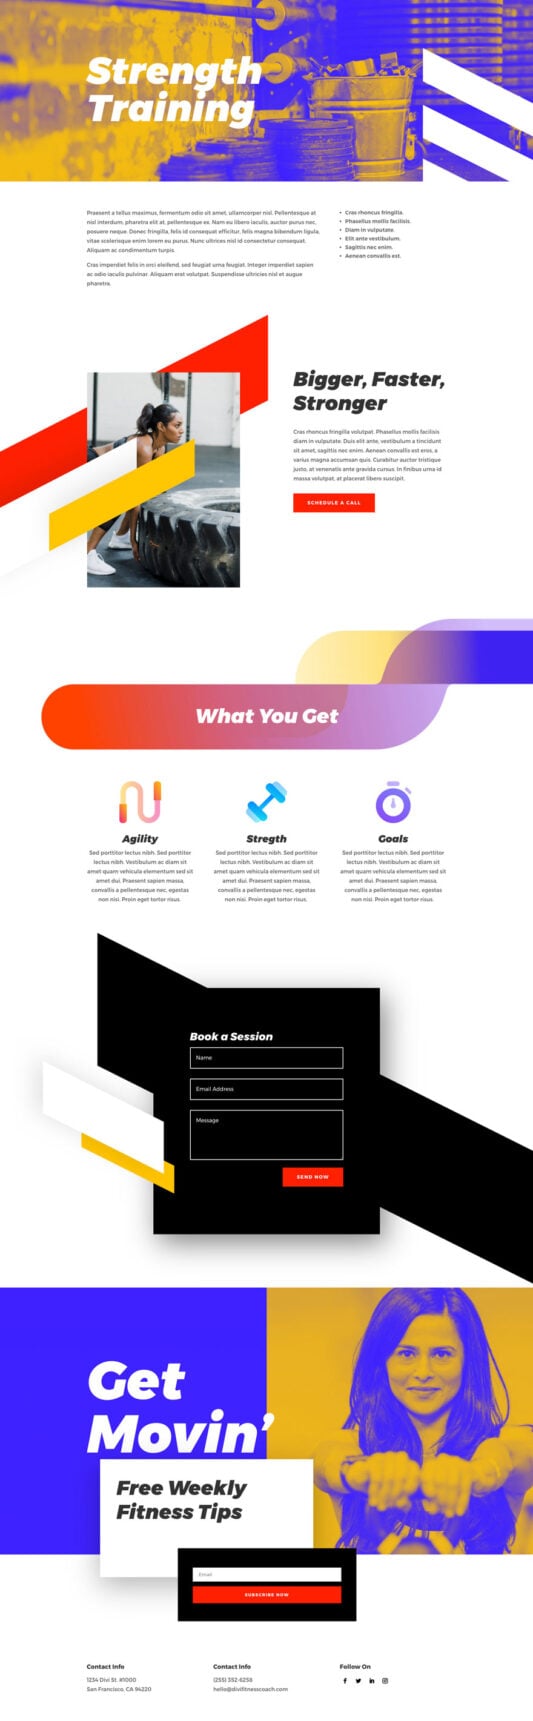 Strength
Training
Praesent a tellus maximus, fermentum odio sit amet, ullamcorper nisl. Pellentesque at
nisl interdum, pharetra elit at, pellentesque ex. Nam eu libero iaculis, auctor purus nec,
posuere neque. Donec fringilla, felis id consequat efficitur, felis magna bibendum ligula,
vitae scelerisque enim lorem eu purus. Nunc ultrices nisl id consectetur consequat.
Aliquam ac condimentum turpis.
Cras imperdiet felis in orci eleifend, sed feugiat urna feugiat. Integer imperdiet sapien
ac odio iaculis pulvinar. Aliquam erat volutpat. Suspendisse ultricies nisl et augue
pharetra.
• Cras rhoncus fringilla.
• Phasellus mollis facilisis.
• Diam in vulputate.
• Elit ante vestibulum.
• Sagittis nec enim.
• Aenean convallis est.
Bigger, Faster,
Stronger
Cras rhoncus fringilla volutpat. Phasellus mollis facilisis
diam in vulputate. Duis elit ante, vestibulum a tincidunt
sit amet, sagittis nec enim. Aenean convallis est eros, a
varius magna accumsan quis. Curabitur auctor tristique
justo, at venenatis ante gravida cursus. In finibus urna id
massa volutpat, at placerat libero suscipit.
SCHEDULE A CALL
What You Get
Agility
Sed porttitor lectus nibh. Sed porttitor
lectus nibh. Vestibulum ac diam sit
amet quam vehicula elementum sed sit
amet dui. Praesent sapien massa,
convallis a pellentesque nec, egestas
non nisi. Proin eget tortor risus.
Stregth
Sed porttitor lectus nibh. Sed porttitor
lectus nibh. Vestibulum ac diam sit
amet quam vehicula elementum sed sit
amet dui. Praesent sapien massa,
convallis a pellentesque nec, egestas
non nisi. Proin eget tortor risus.
Goals
Sed porttitor lectus nibh. Sed porttitor
lectus nibh. Vestibulum ac diam sit
amet quam vehicula elementum sed sit
amet dui. Praesent sapien massa,
convallis a pellentesque nec, egestas
non nisi. Proin eget tortor risus.
Book a Session
Name
Email Address
Message
SEND NOW
Get
Movin'
Free Weekly
Fitness Tips
Email
SUBSCRIBE NOW
Contact Info
1234 Divi St. #1000
San Francisco, CA 94220
Contact Info
(255) 352-6258
hello@divifitnesscoach.com
Follow On